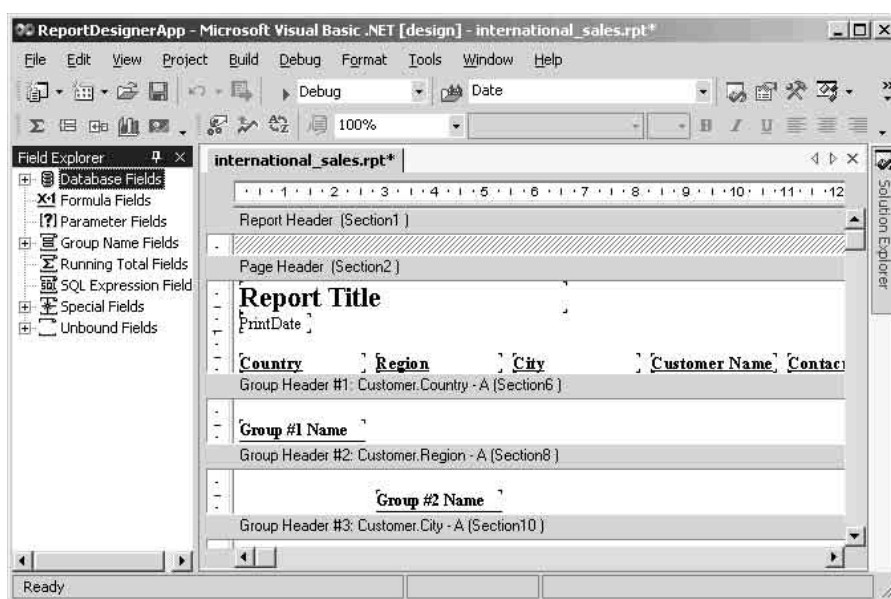 ReportDesignerApp - Microsoft Visual Basic .NET [design] - international_sales.rpt*
File Edit View Project Build Debug Format Tools Window Help
Debug Date
100% B I U
Field Explorer
Database Fields
Formula Fields
Parameter Fields
Group Name Fields
Running Total Fields
SQL Expression Field
Special Fields
Unbound Fields
international_sales.rpt*
1 2 3 4 5 6 7 8 9 10 11 12
Report Header (Section1 )
Page Header (Section2 )
Report Title
PrintDate
Country Region City Customer Name Contact
Group Header #1: Customer.Country - A (Section6 )
Group #1 Name
Group Header #2: Customer.Region - A (Section8 )
Group #2 Name
Group Header #3: Customer.City - A (Section10 )
Solution Explorer
Ready